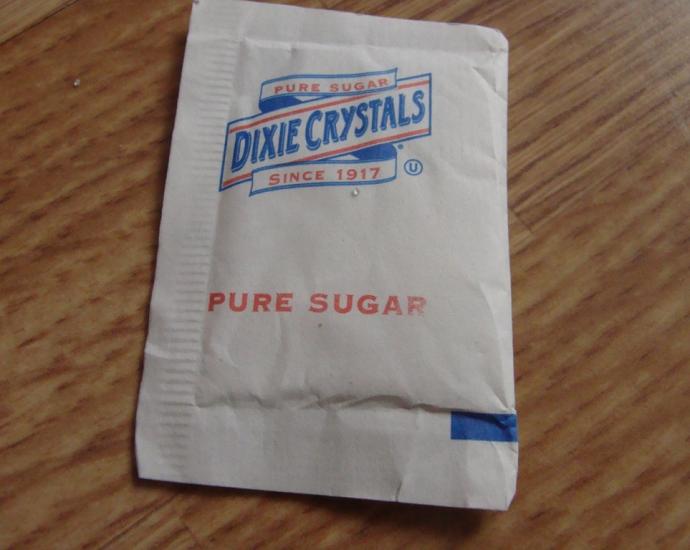 PURE SUGAR
DIXIE CRYSTALS
SINCE 1917
U
PURE SUGAR